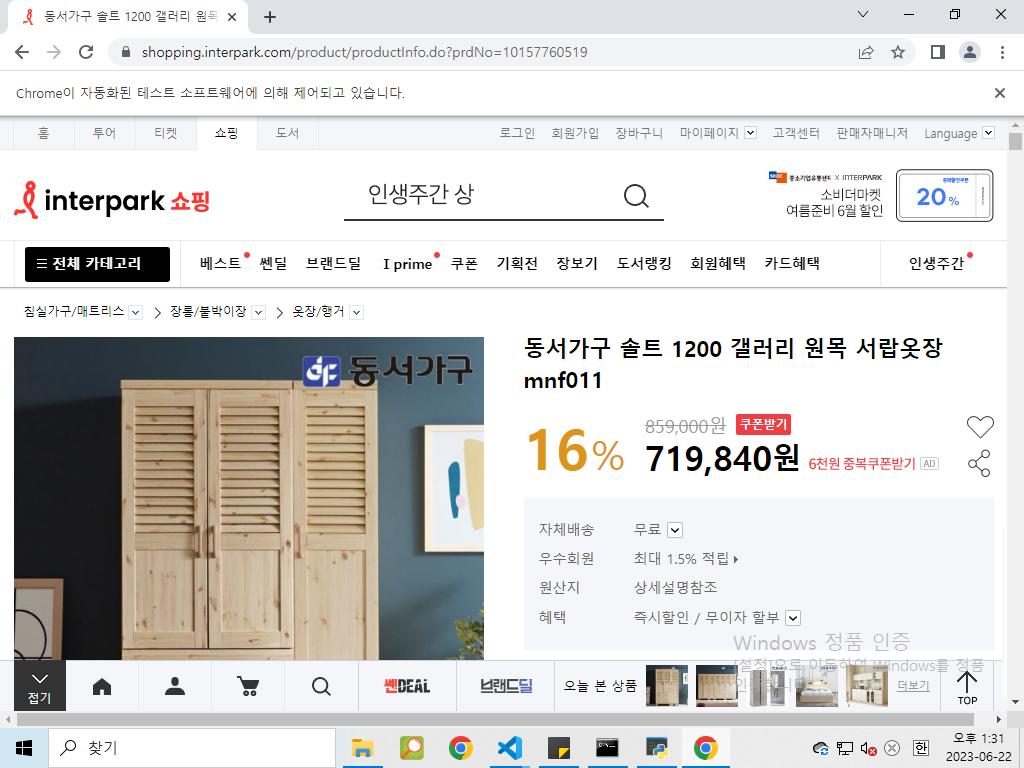 동서가구 솔트 1200 갤러리 원목
shopping.interpark.com/product/productInfo.do?prdNo=10157760519
Chrome이 자동화된 테스트 소프트웨어에 의해 제어되고 있습니다.
홈 투어 티켓 쇼핑 도서 로그인 회원가입 장바구니 마이페이지 고객센터 판매자매니저 Language
interpark 쇼핑 인생주간 상
중소기업유통센터 X INTERPARK
소비더마켓
여름준비 6월 할인
중복할인쿠폰
20%
전체 카테고리 베스트 쎈딜 브랜드딜 I prime 쿠폰 기획전 장보기 도서랭킹 회원혜택 카드혜택 인생주간
침실가구/매트리스 장롱/붙박이장 옷장/행거
동서가구
동서가구 솔트 1200 갤러리 원목 서랍옷장
mnf011
16% 859,000원 쿠폰받기
719,840원 6천원 중복쿠폰받기 AD
자체배송 무료
우수회원 최대 1.5% 적립
원산지 상세설명참조
혜택 즉시할인 / 무이자 할부
Windows 정품 인증
[설정]으로 이동하여 Windows를 정품
인증합니다.
접기 쎈DEAL 브랜드딜 오늘 본 상품 더보기 TOP
찾기
한
오후 1:31
2023-06-22